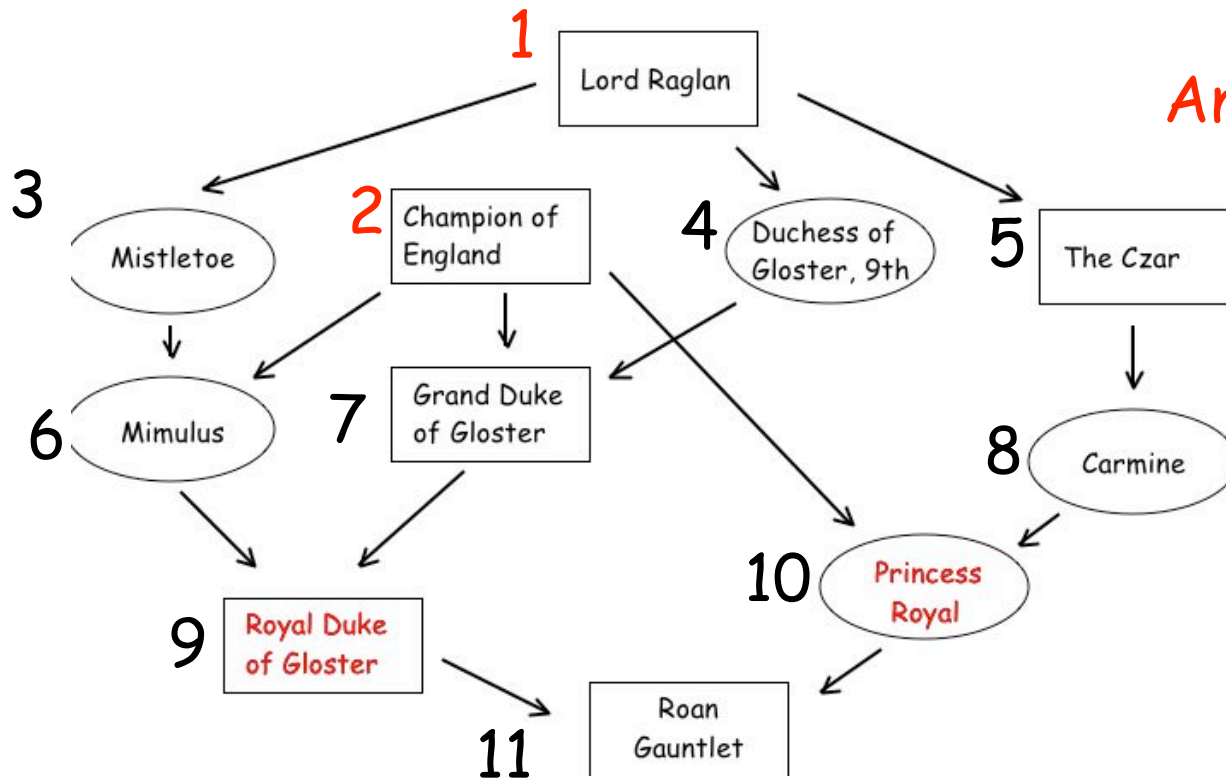 1
Lord Raglan
Ar
3
2
Champion of
England
4
Duchess of
Gloster, 9th
5
The Czar
Mistletoe
6
Mimulus
7
Grand Duke
of Gloster
8
Carmine
9
Royal Duke
of Gloster
10
Princess
Royal
11
Roan
Gauntlet